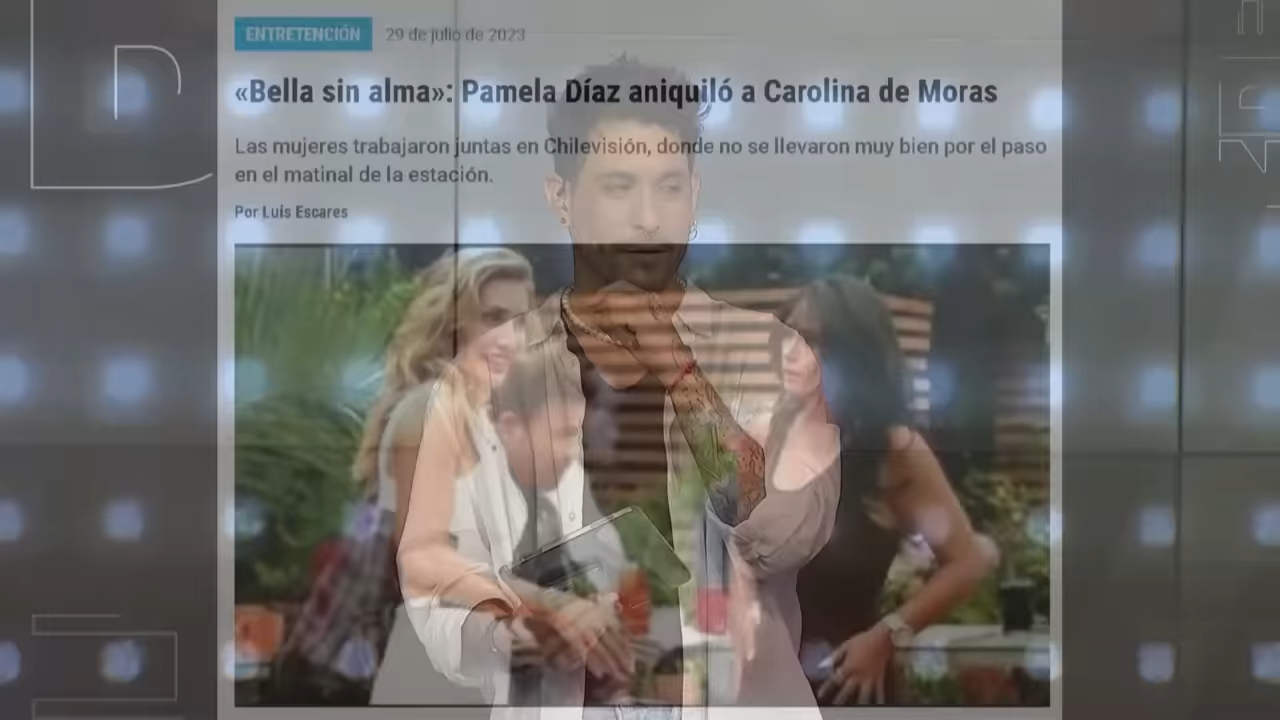 ENTRETENCIÓN 29 de julio de 2023
«Bella sin alma»: Pamela Díaz aniquiló a Carolina de Moras
Las mujeres trabajaron juntas en Chilevisión, donde no se llevaron muy bien por el paso
en el matinal de la estación.
Por Luis Escares